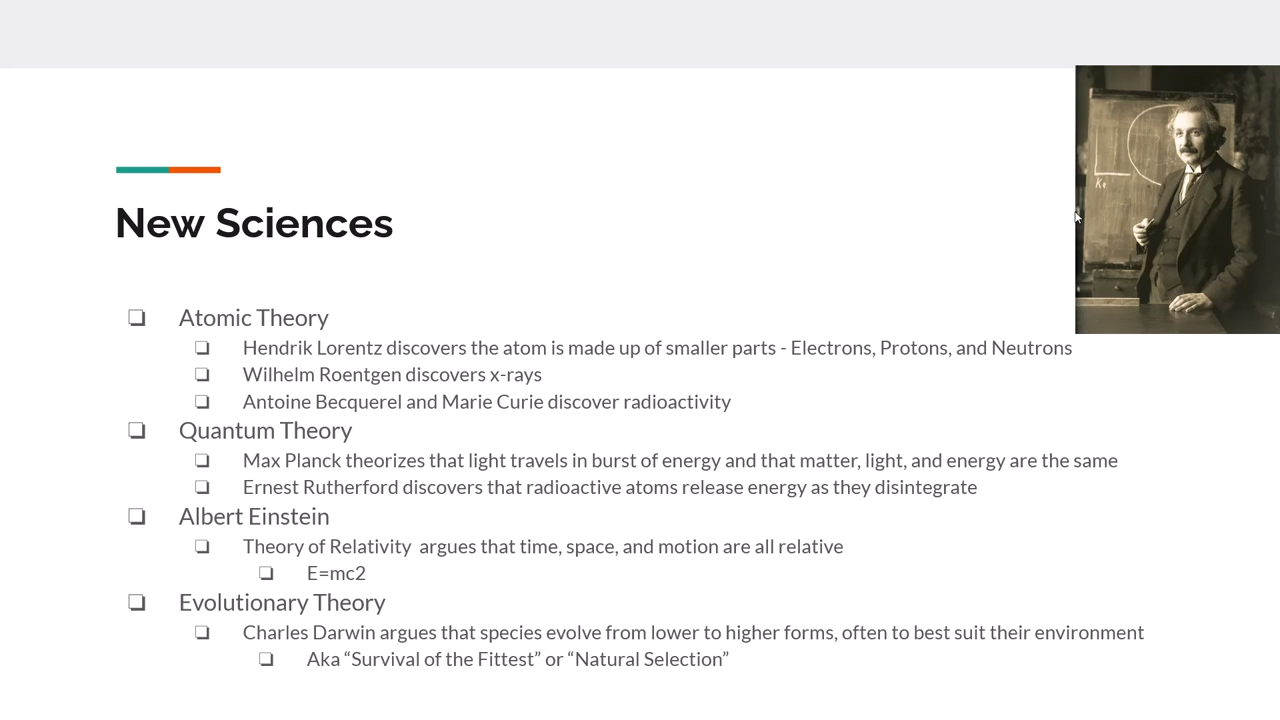 New Sciences
Atomic Theory
Hendrik Lorentz discovers the atom is made up of smaller parts - Electrons, Protons, and Neutrons
Wilhelm Roentgen discovers x-rays
Antoine Becquerel and Marie Curie discover radioactivity
Quantum Theory
Max Planck theorizes that light travels in burst of energy and that matter, light, and energy are the same
Ernest Rutherford discovers that radioactive atoms release energy as they disintegrate
Albert Einstein
Theory of Relativity  argues that time, space, and motion are all relative
E=mc2
Evolutionary Theory
Charles Darwin argues that species evolve from lower to higher forms, often to best suit their environment
Aka “Survival of the Fittest” or “Natural Selection”